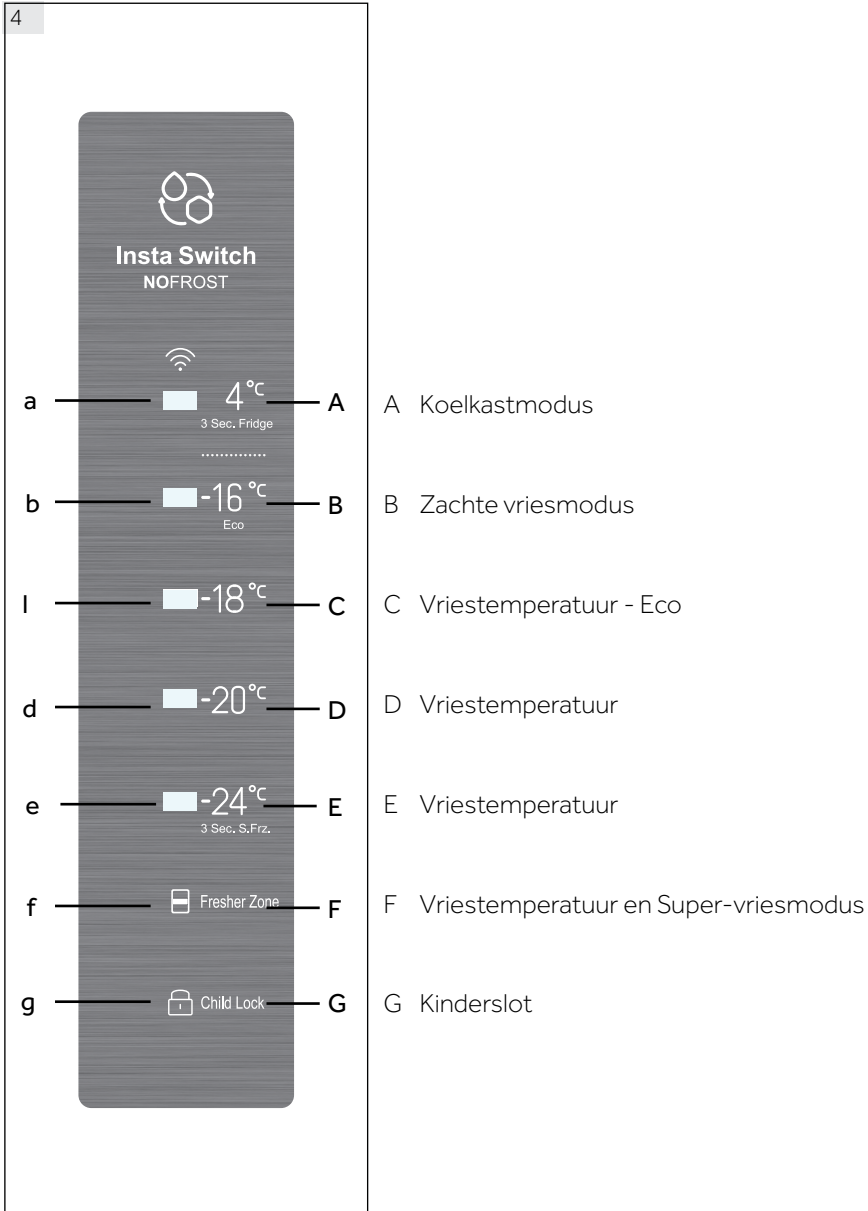 4
Insta Switch
NOFROST
a 4°C A A Koelkastmodus
3 Sec. Fridge
b -16°C B B Zachte vriesmodus
Eco
l -18°C C C Vriestemperatuur - Eco
d -20°C D D Vriestemperatuur
e -24°C E E Vriestemperatuur
3 Sec. S.Frz.
f Fresher Zone F F Vriestemperatuur en Super-vriesmodus
g Child Lock G G Kinderslot